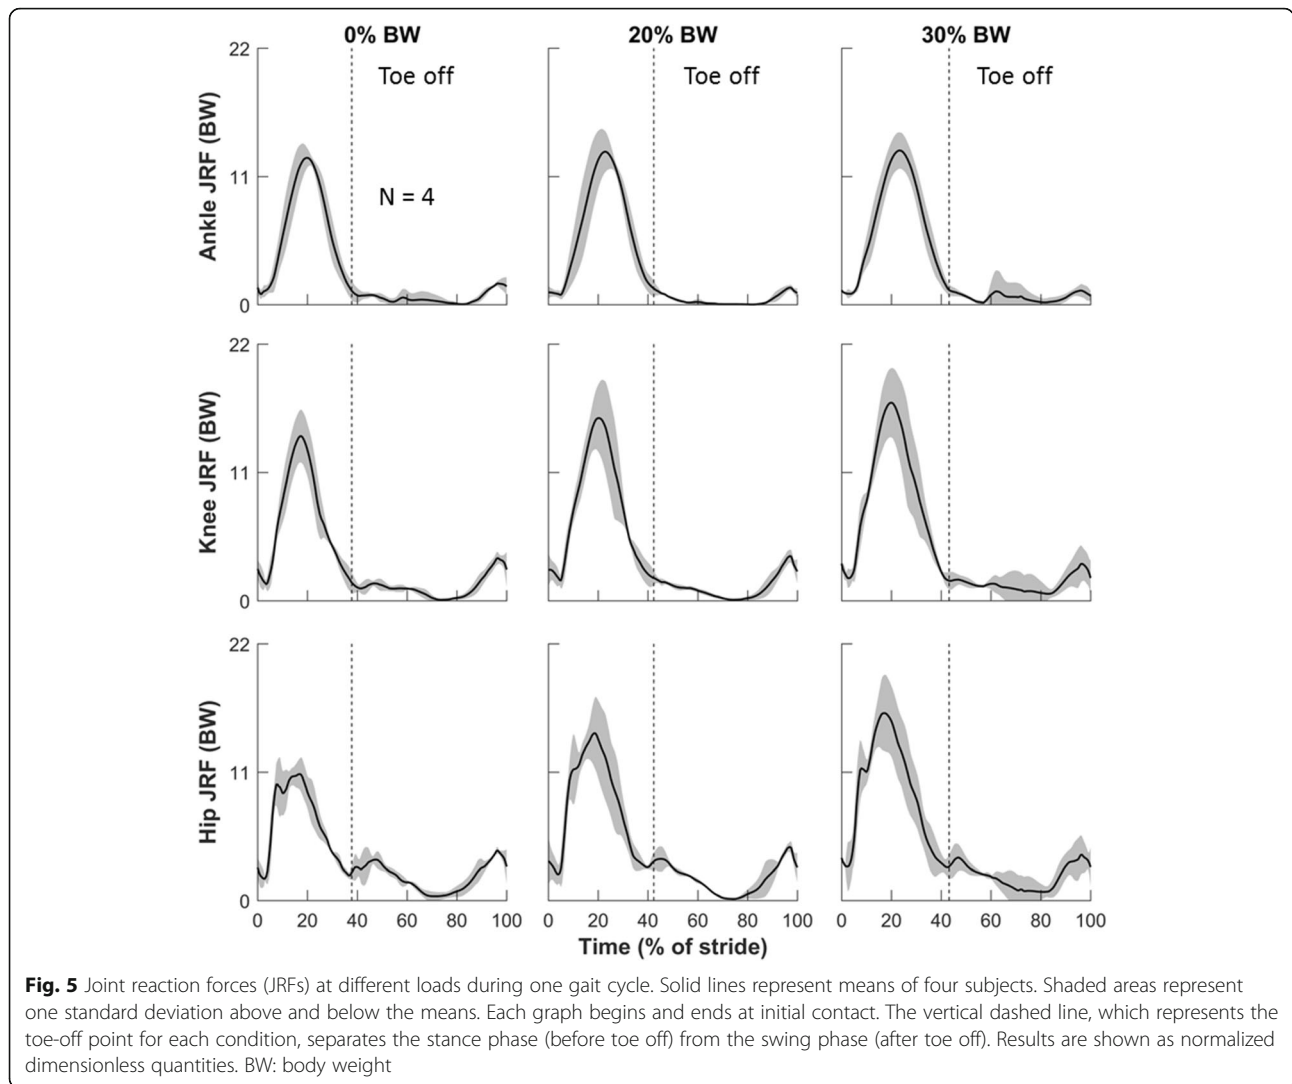 0% BW 20% BW 30% BW
22
Toe off Toe off Toe off
Ankle JRF (BW)
11
N = 4
0
22
Knee JRF (BW)
11
0
22
Hip JRF (BW)
11
0
0 20 40 60 80 100 0 20 40 60 80 100 0 20 40 60 80 100
Time (% of stride)
Fig. 5 Joint reaction forces (JRFs) at different loads during one gait cycle. Solid lines represent means of four subjects. Shaded areas represent
one standard deviation above and below the means. Each graph begins and ends at initial contact. The vertical dashed line, which represents the
toe-off point for each condition, separates the stance phase (before toe off) from the swing phase (after toe off). Results are shown as normalized
dimensionless quantities. BW: body weight